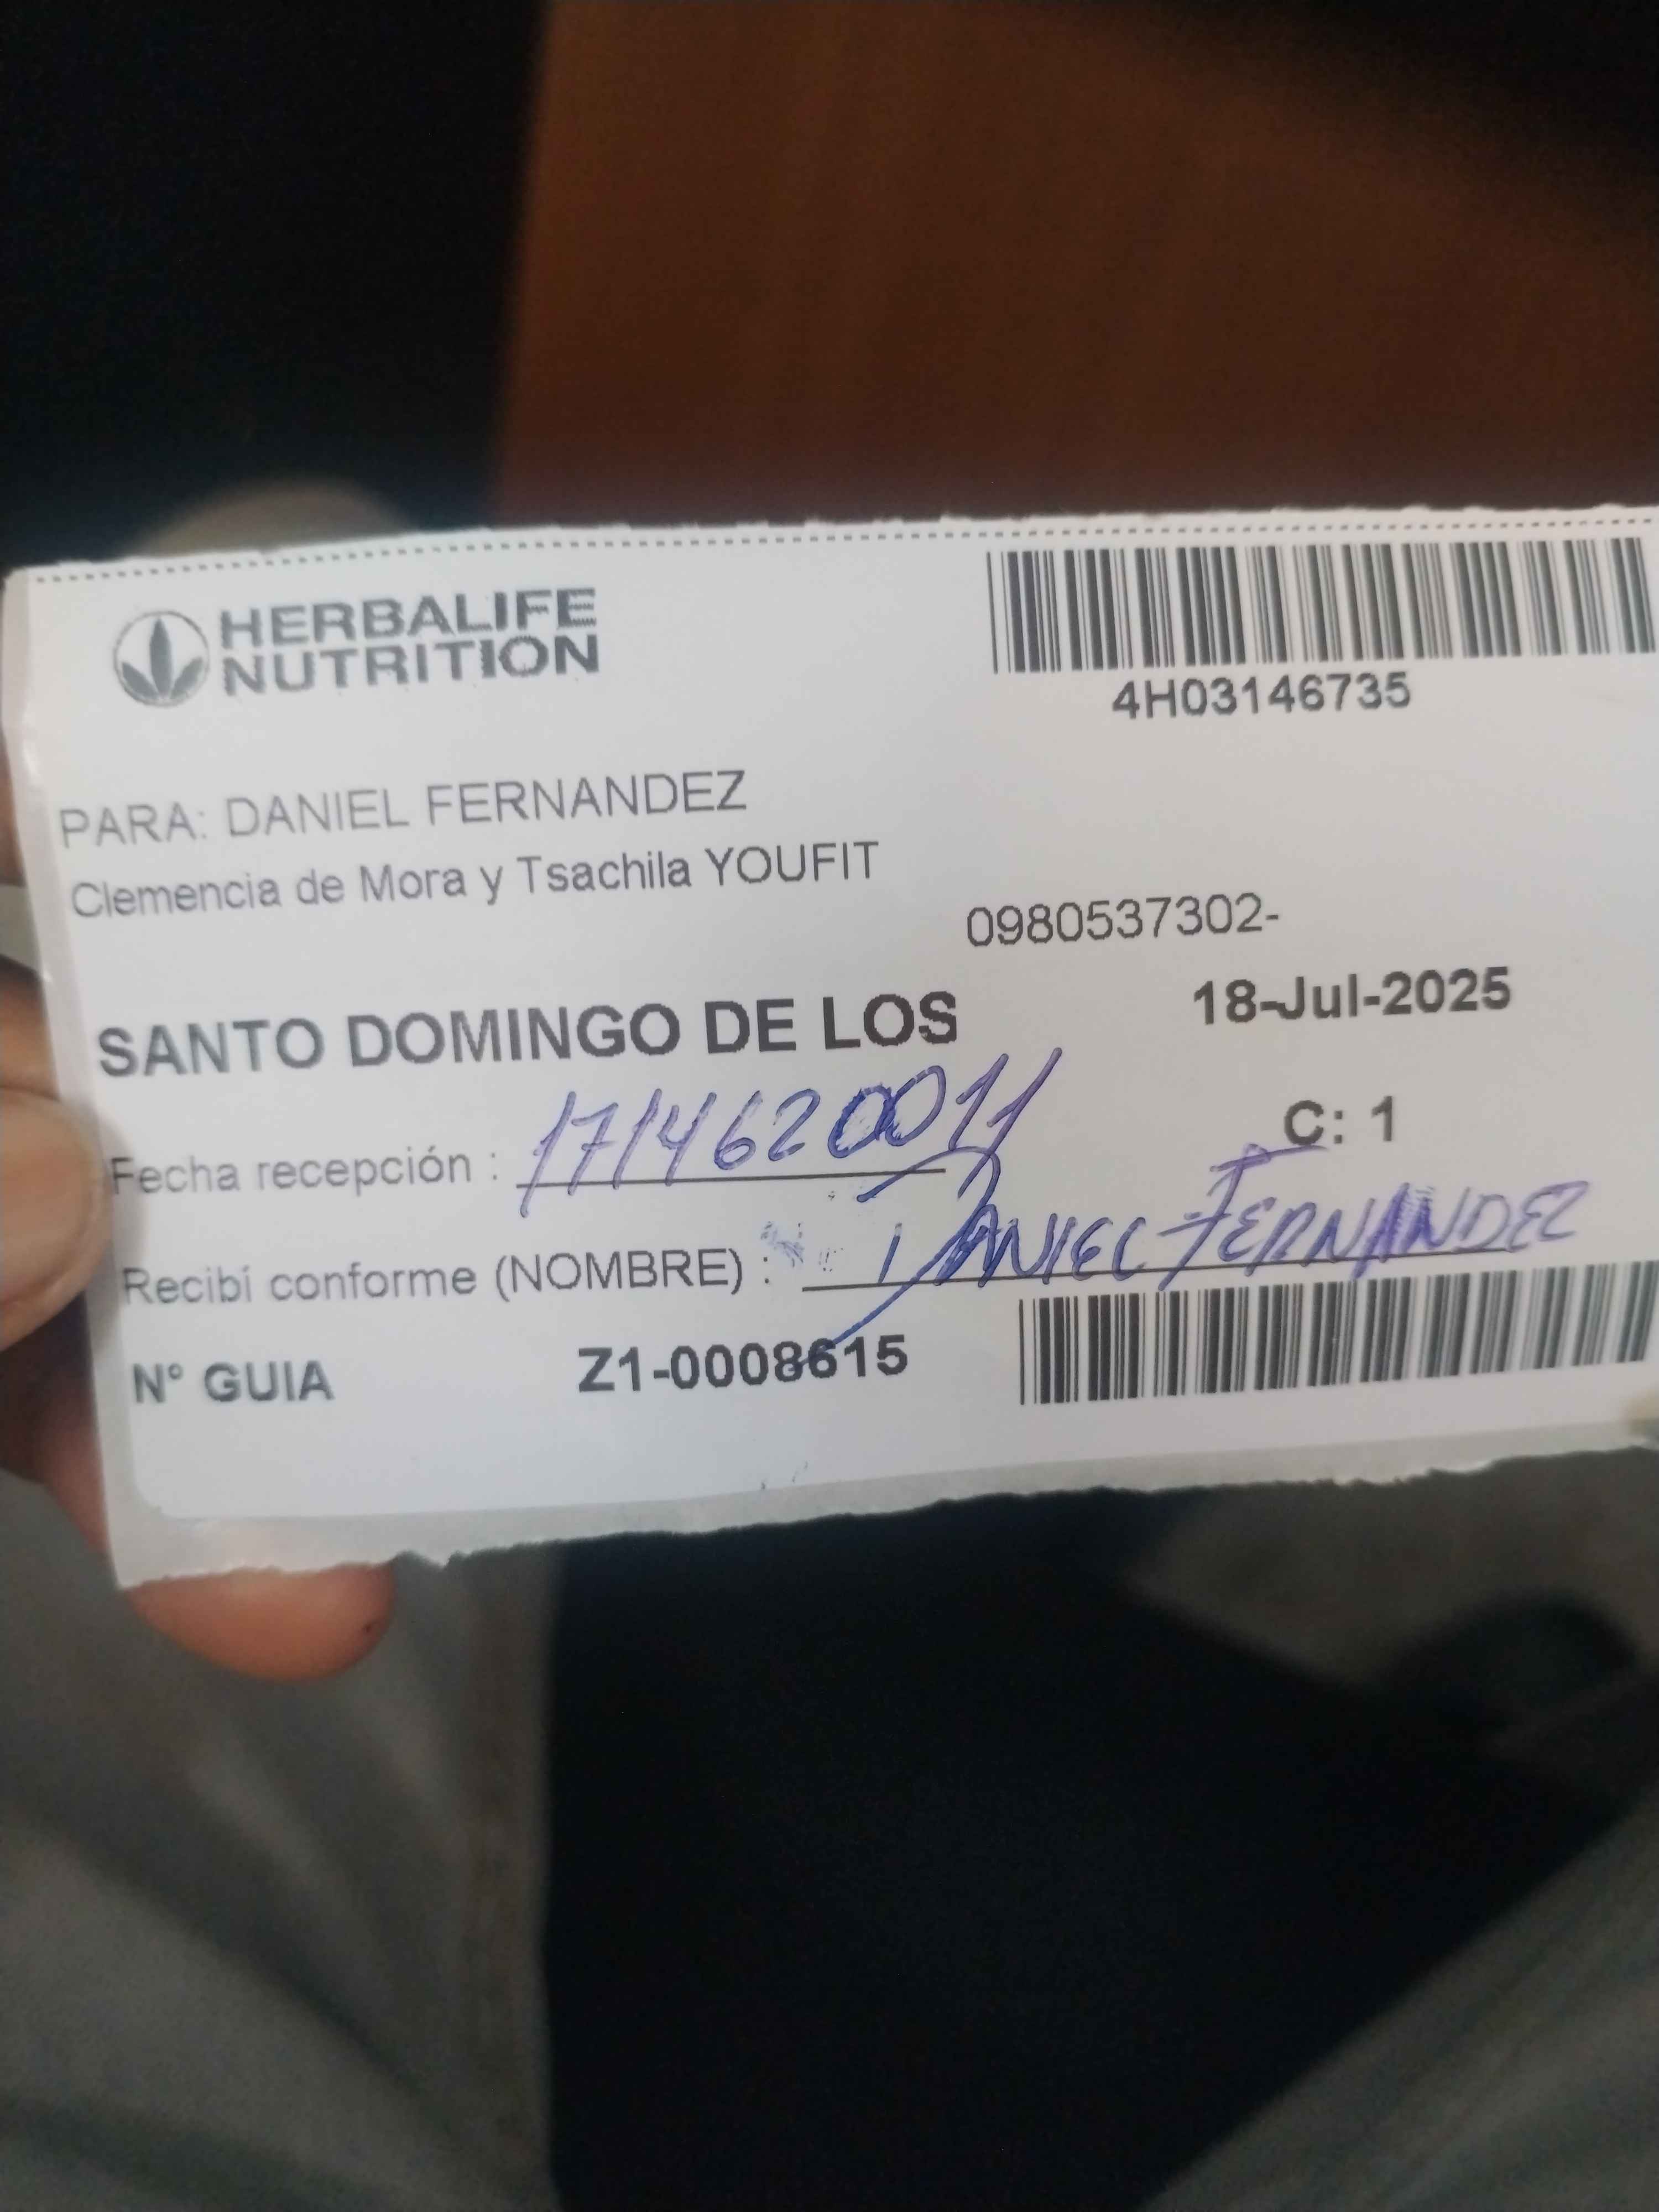 HERBALIFE
NUTRITION
4H03146735
PARA: DANIEL FERNANDEZ
Clemencia de Mora y Tsachila YOUFIT
0980537302-
SANTO DOMINGO DE LOS
18-Jul-2025
C: 1
Fecha recepción : 1714620011
Recibí conforme (NOMBRE) : DANIEL FERNANDEZ
N° GUIA Z1-0008615